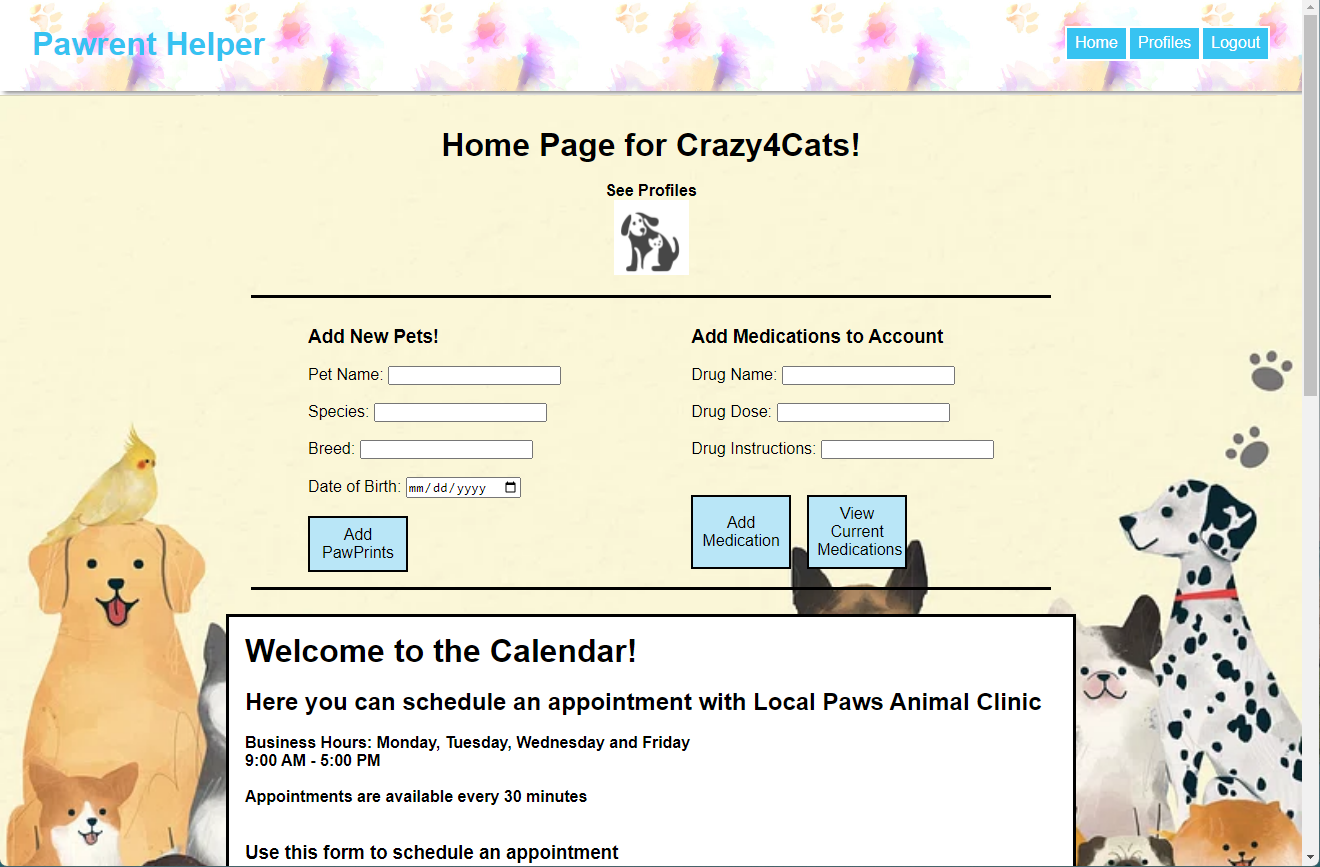 Pawrent Helper
Home
Profiles
Logout
Home Page for Crazy4Cats!
See Profiles
Add New Pets!
Pet Name:
Species:
Breed:
Date of Birth: mm/dd/yyyy
Add
PawPrints
Add Medications to Account
Drug Name:
Drug Dose:
Drug Instructions:
Add
Medication
View
Current
Medications
Welcome to the Calendar!
Here you can schedule an appointment with Local Paws Animal Clinic
Business Hours: Monday, Tuesday, Wednesday and Friday
9:00 AM - 5:00 PM
Appointments are available every 30 minutes
Use this form to schedule an appointment